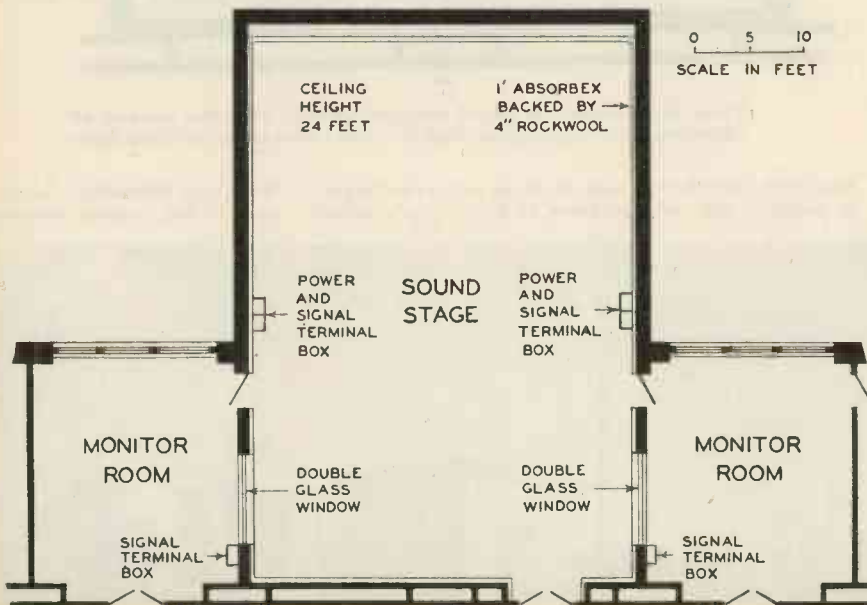 0 5 10
SCALE IN FEET
CEILING
HEIGHT
24 FEET
1' ABSORBEX
BACKED BY
4" ROCKWOOL
POWER
AND
SIGNAL
TERMINAL
BOX
SOUND
STAGE
POWER
AND
SIGNAL
TERMINAL
BOX
MONITOR
ROOM
MONITOR
ROOM
DOUBLE
GLASS
WINDOW
DOUBLE
GLASS
WINDOW
SIGNAL
TERMINAL
BOX
SIGNAL
TERMINAL
BOX